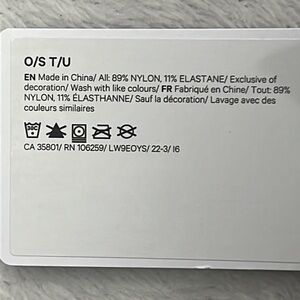 O/S T/U
EN Made in China/ All: 89% NYLON, 11% ELASTANE/ Exclusive of
decoration/ Wash with like colours/ FR Fabriqué en Chine/ Tout: 89%
NYLON, 11% ÉLASTHANNE/ Sauf la décoration/ Lavage avec des
couleurs similaires
CA 35801/ RN 106259/ LW9EOYS/ 22-3/ I6